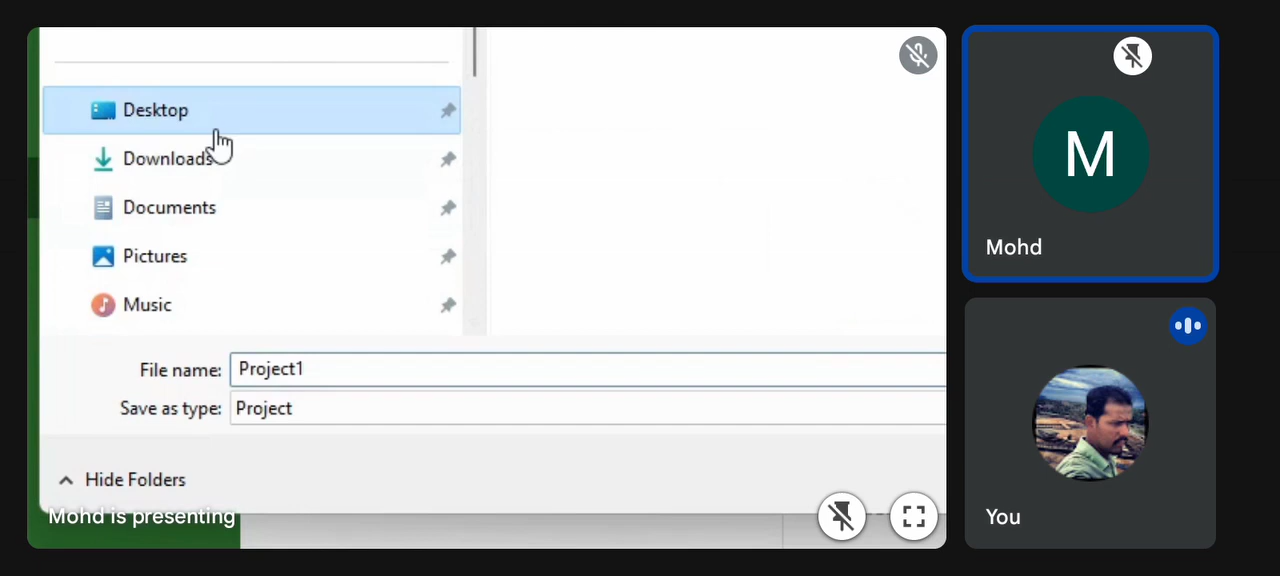 Desktop
Downloads
Documents
Pictures
Music
File name: Project1
Save as type: Project
Hide Folders
Mohd is presenting
M
Mohd
You